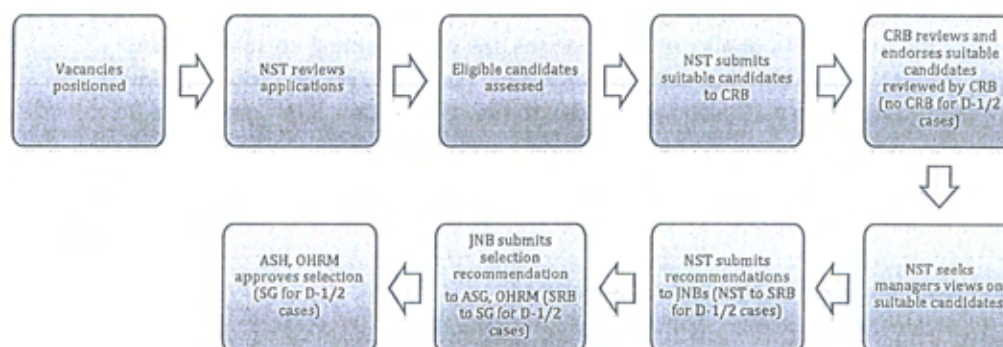 Vacancies
positioned
NST reviews
applications
Eligible candidates
assessed
NST submits
suitable candidates
to CRB
CRB reviews and
endorses suitable
candidates
reviewed by CRB
(no CRB for D-1/2
cases)
NST seeks
managers views on
suitable candidates
NST submits
recommendations
to JNBs (NST to SRB
for D-1/2 cases)
JNB submits
selection
recommendation
to ASG, OHRM (SRB
to SG for D-1/2
cases)
ASH, OHRM
approves selection
(SG for D-1/2
cases)